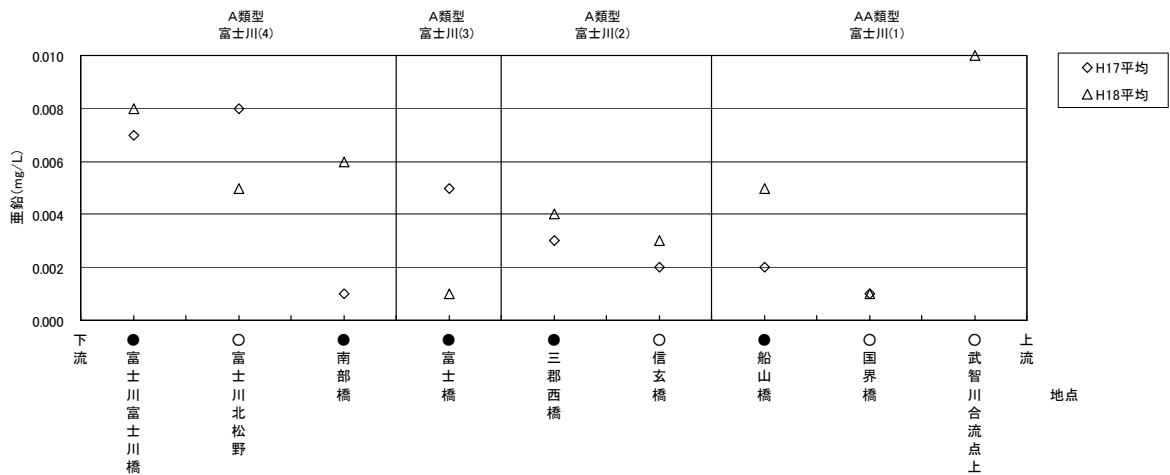 A類型
富士川(4)
A類型
富士川(3)
A類型
富士川(2)
AA類型
富士川(1)
◇H17平均
△H18平均
亜鉛(mg/L)
0.010
0.008
0.006
0.004
0.002
0.000
下流
●富士川富士川橋
○富士川北松野
●南部橋
●富士橋
●三郡西橋
○信玄橋
●船山橋
○国界橋
○武智川合流点上
上流
地点